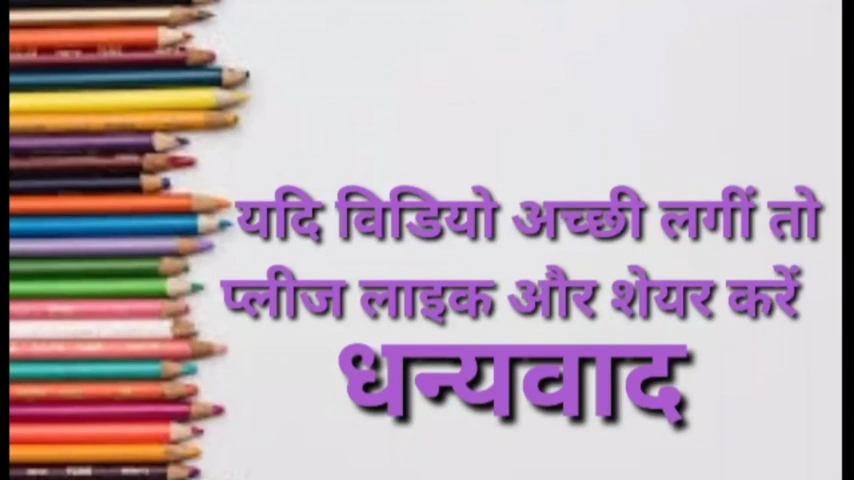 यदि विडियो अच्छी लगीं तो
प्लीज लाइक और शेयर करें
धन्यवाद